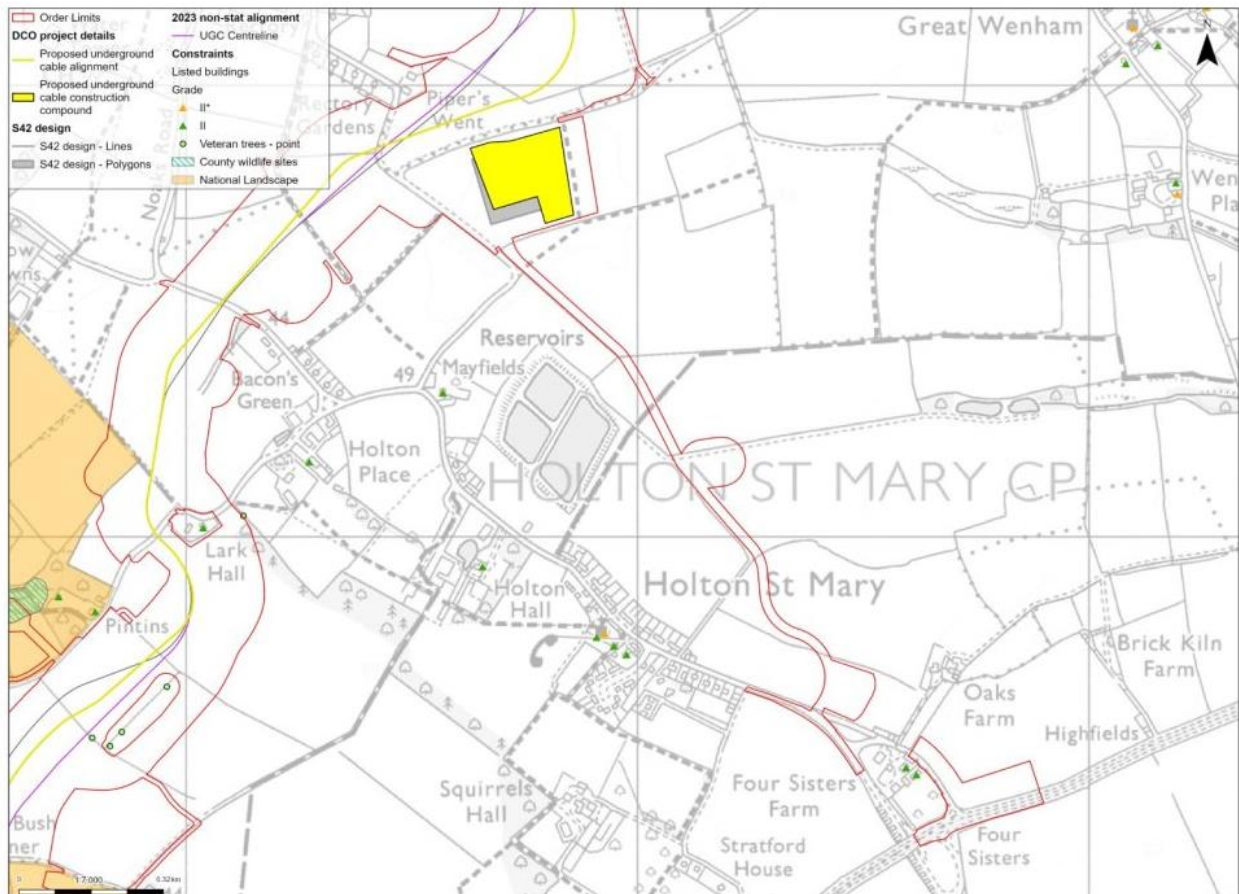 Order Limits
DCO project details
Proposed underground
cable alignment
Proposed underground
cable construction
compound
S42 design
S42 design - Lines
S42 design - Polygons
2023 non-stat alignment
UGC Centreline
Constraints
Listed buildings
Grade
II*
II
Veteran trees - point
County wildlife sites
National Landscape
Noaks Road
Rectory
Gardens
Piper's
Went
Great Wenham
N
44
Bacon's
Green
49
Mayfields
Reservoirs
Holton
Place
HOLTON ST MARY CP
Lark
Hall
Holton
Hall
Holton St Mary
Pintins
Brick Kiln
Farm
Oaks
Farm
Highfields
Squirrels
Hall
Four Sisters
Farm
Stratford
House
Four
Sisters
Bush
0
1:7,000